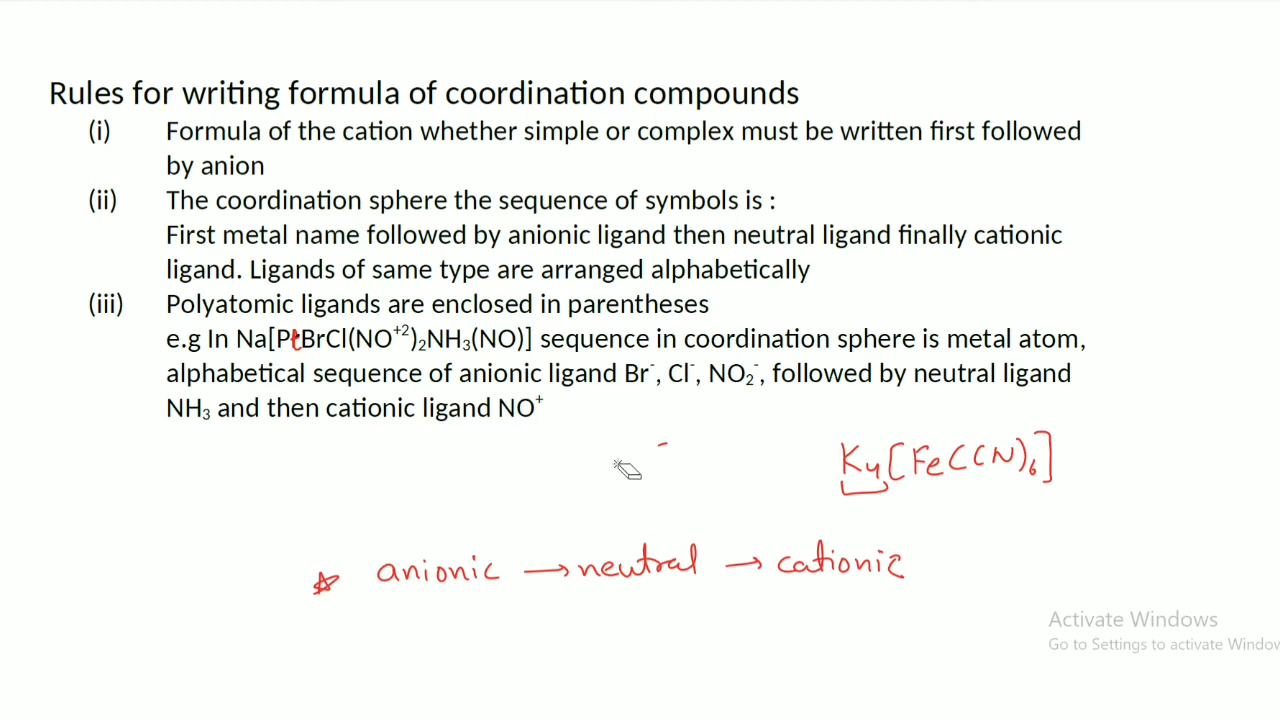 Rules for writing formula of coordination compounds
(i) Formula of the cation whether simple or complex must be written first followed
by anion
(ii) The coordination sphere the sequence of symbols is :
First metal name followed by anionic ligand then neutral ligand finally cationic
ligand. Ligands of same type are arranged alphabetically
(iii) Polyatomic ligands are enclosed in parentheses
e.g In Na[PtBrCl(NO⁺²)₂NH₃(NO)] sequence in coordination sphere is metal atom,
alphabetical sequence of anionic ligand Br⁻, Cl⁻, NO₂⁻, followed by neutral ligand
NH₃ and then cationic ligand NO⁺
K₄[Fe(CN)₆]
anionic → neutral → cationic
Activate Windows
Go to Settings to activate Window